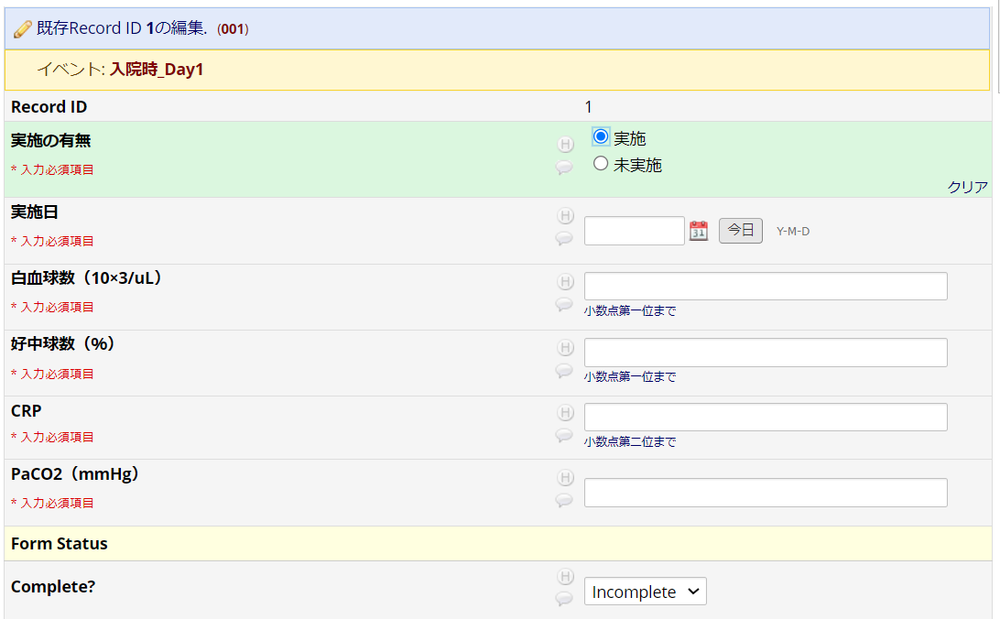 既存Record ID 1の編集. (001)
イベント: 入院時_Day1
Record ID 1
実施の有無
H
実施
* 入力必須項目
未実施
クリア
実施日
H
* 入力必須項目
31
今日
Y-M-D
白血球数（10×3/uL）
H
* 入力必須項目
小数点第一位まで
好中球数（%）
H
* 入力必須項目
小数点第一位まで
CRP
H
* 入力必須項目
小数点第二位まで
PaCO2（mmHg）
H
* 入力必須項目
Form Status
Complete?
H
Incomplete